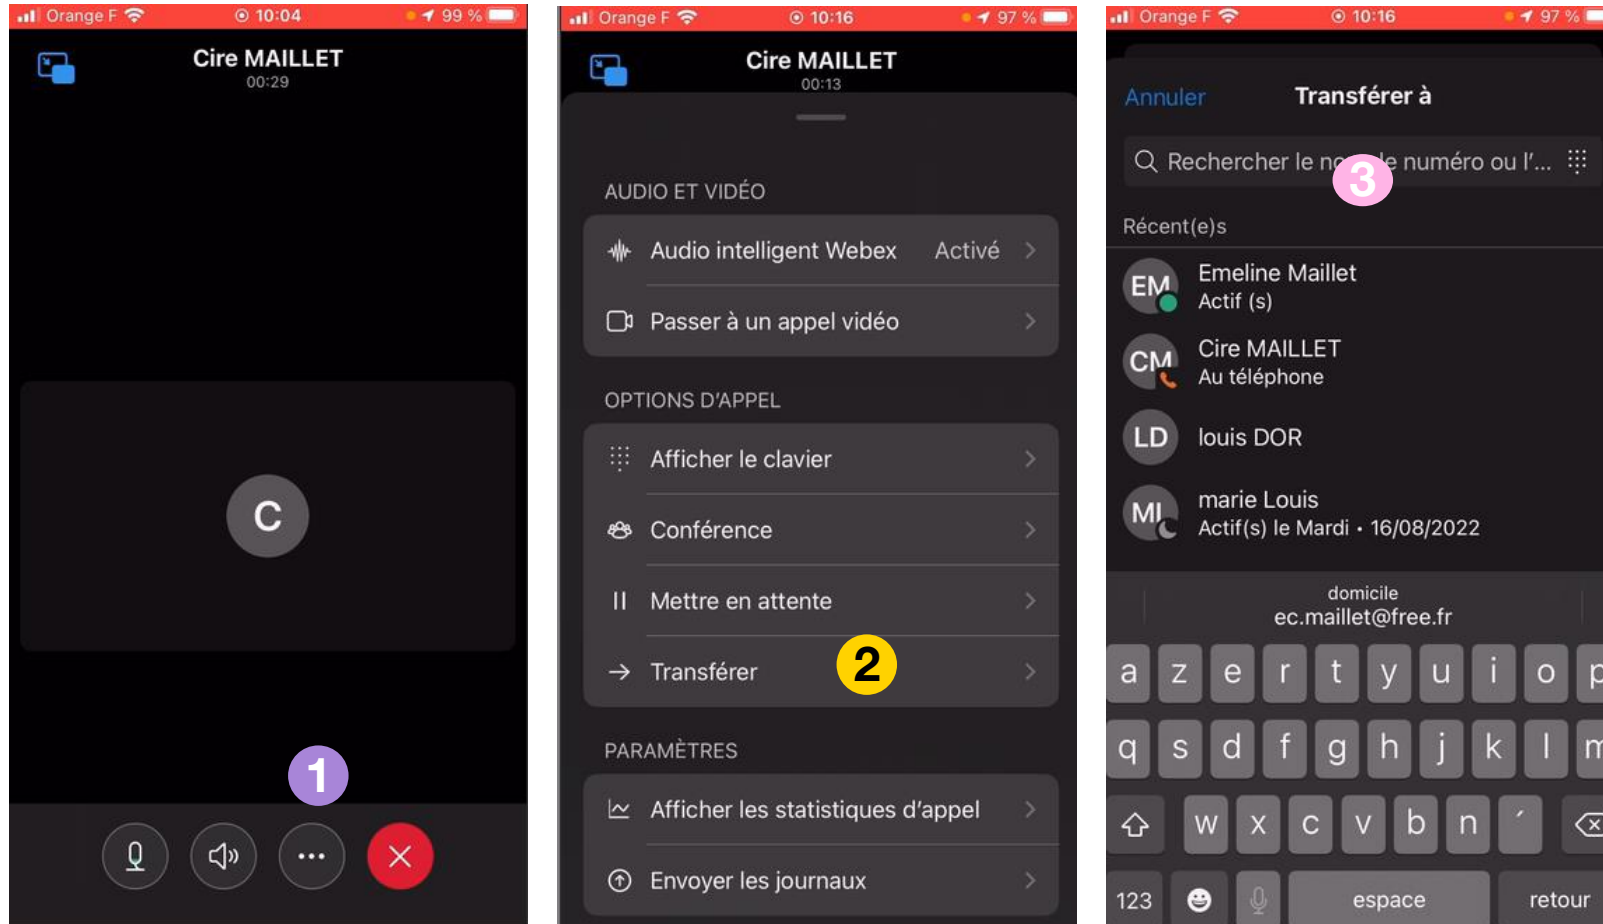 Orange F 10:04 99 %
Cire MAILLET
00:29
C
1
Orange F 10:16 97 %
Cire MAILLET
00:13
AUDIO ET VIDÉO
Audio intelligent Webex Activé
Passer à un appel vidéo
OPTIONS D'APPEL
Afficher le clavier
Conférence
Mettre en attente
Transférer 2
PARAMÈTRES
Afficher les statistiques d'appel
Envoyer les journaux
Orange F 10:16 97 %
Annuler Transférer à
Rechercher le numéro ou l'...
3
Récent(e)s
EM Emeline Maillet
Actif (s)
CM Cire MAILLET
Au téléphone
LD louis DOR
marie Louis
Actif(s) le Mardi • 16/08/2022
domicile
ec.maillet@free.fr
a z e r t y u i o p
q s d f g h j k l m
w x c v b n ´
123 espace retour